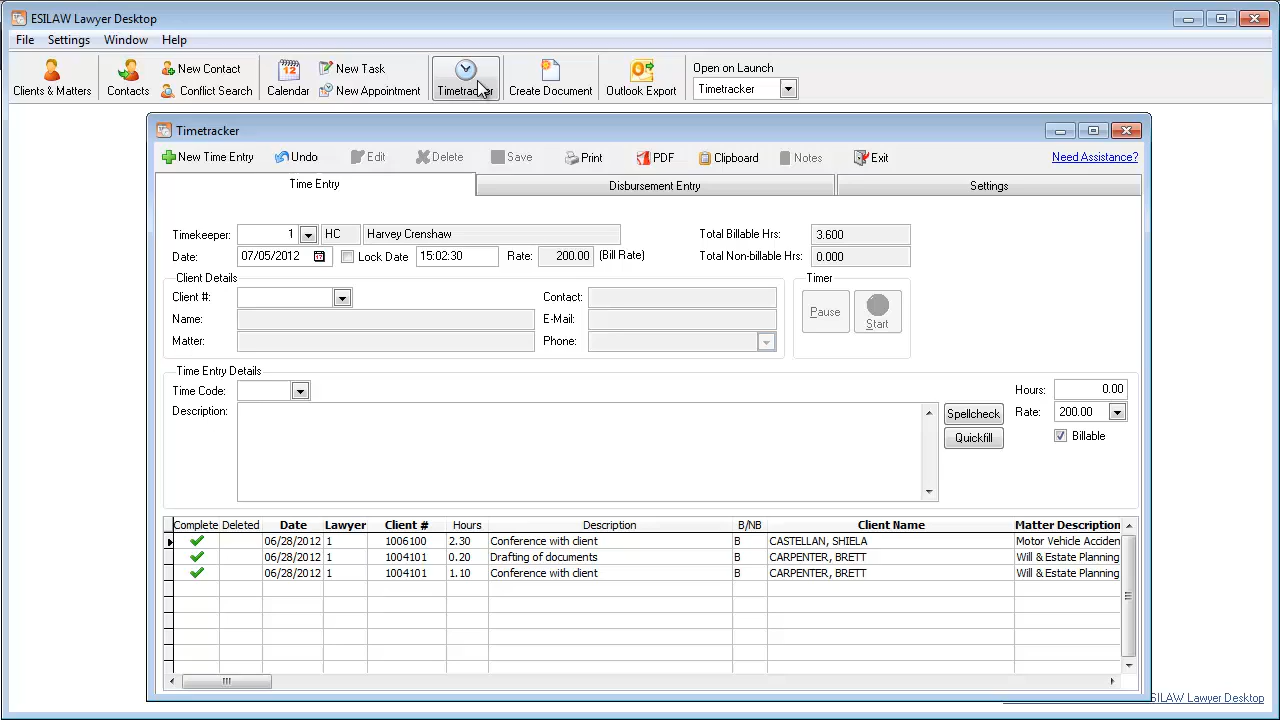 ESILAW Lawyer Desktop
File Settings Window Help
Clients & Matters
Contacts
New Contact
Conflict Search
12
Calendar
New Task
New Appointment
Timetracker
Create Document
Outlook Export
Open on Launch
Timetracker
Timetracker
New Time Entry Undo Edit Delete Save Print PDF Clipboard Notes Exit Need Assistance?
Time Entry Disbursement Entry Settings
Timekeeper: 1 HC Harvey Crenshaw Total Billable Hrs: 3.600
Date: 07/05/2012 Lock Date 15:02:30 Rate: 200.00 (Bill Rate) Total Non-billable Hrs: 0.000
Client Details Timer
Client #: Contact:
Name: E-Mail: Pause Start
Matter: Phone:
Time Entry Details
Time Code: Hours: 0.00
Description: Spellcheck Rate: 200.00
Quickfill Billable
Complete Deleted Date Lawyer Client # Hours Description B/NB Client Name Matter Description
06/28/2012 1 1006100 2.30 Conference with client B CASTELLAN, SHIELA Motor Vehicle Acciden
06/28/2012 1 1004101 0.20 Drafting of documents B CARPENTER, BRETT Will & Estate Planning
06/28/2012 1 1004101 1.10 Conference with client B CARPENTER, BRETT Will & Estate Planning
SILAW Lawyer Desktop